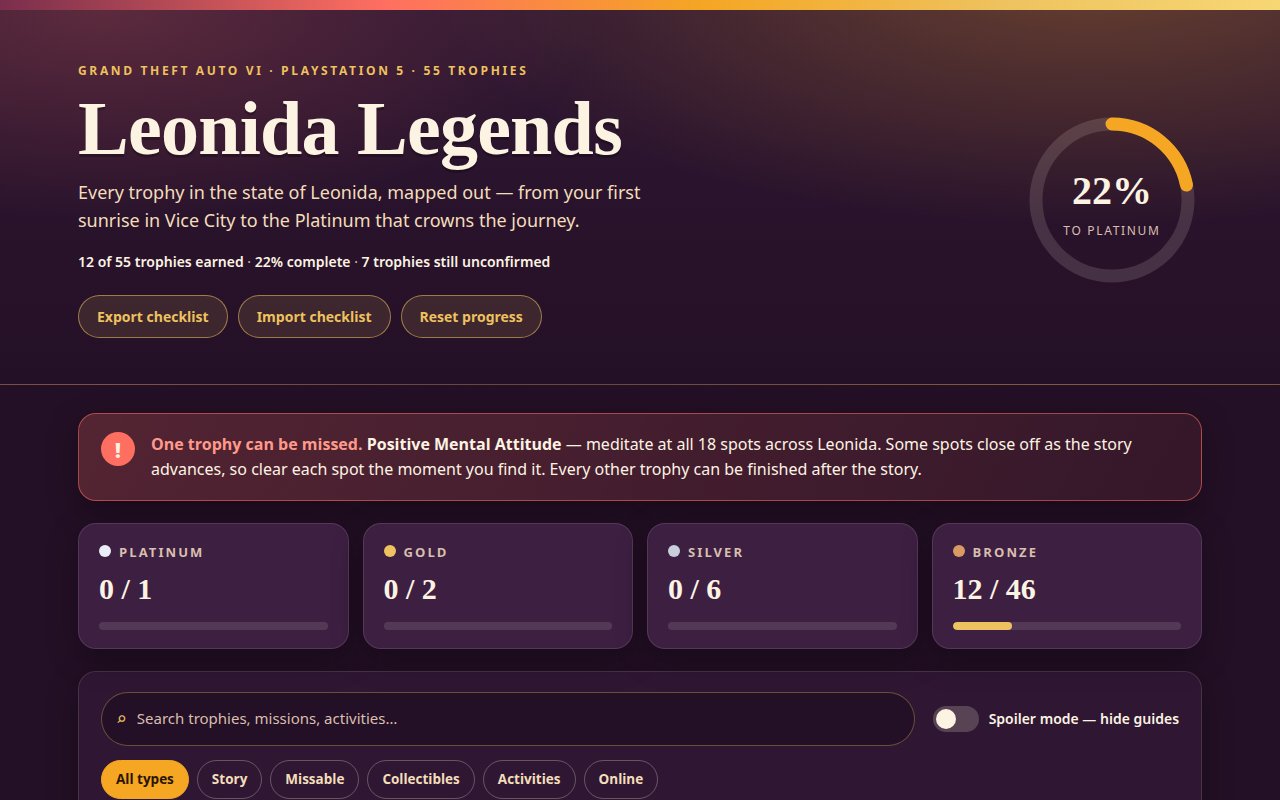 GRAND THEFT AUTO VI · PLAYSTATION 5 · 55 TROPHIES
Leonida Legends
Every trophy in the state of Leonida, mapped out — from your first
sunrise in Vice City to the Platinum that crowns the journey.
12 of 55 trophies earned · 22% complete · 7 trophies still unconfirmed
Export checklist
Import checklist
Reset progress
22%
TO PLATINUM
!
One trophy can be missed. Positive Mental Attitude — meditate at all 18 spots across Leonida. Some spots close off as the story
advances, so clear each spot the moment you find it. Every other trophy can be finished after the story.
PLATINUM
0 / 1
GOLD
0 / 2
SILVER
0 / 6
BRONZE
12 / 46
Search trophies, missions, activities...
Spoiler mode — hide guides
All types
Story
Missable
Collectibles
Activities
Online